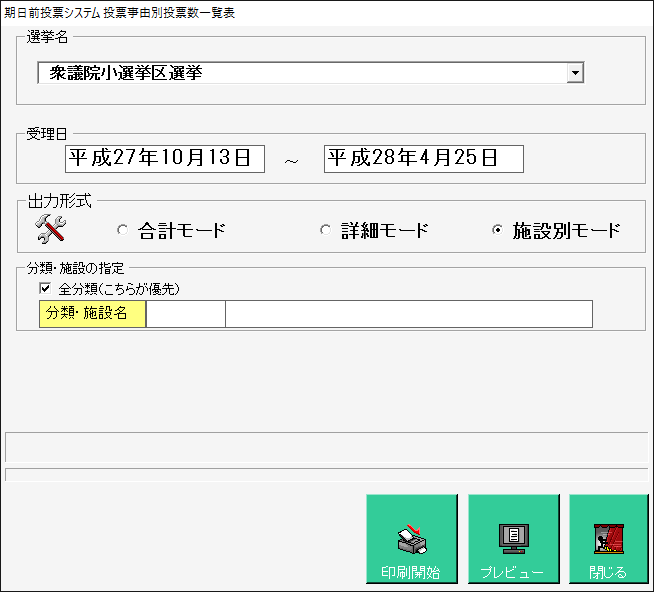 期日前投票システム 投票事由別投票数一覧表
選挙名
衆議院小選挙区選挙
受理日
平成27年10月13日 ～ 平成28年4月25日
出力形式
合計モード 詳細モード 施設別モード
分類・施設の指定
全分類(こちらが優先)
分類・施設名
印刷開始 プレビュー 閉じる